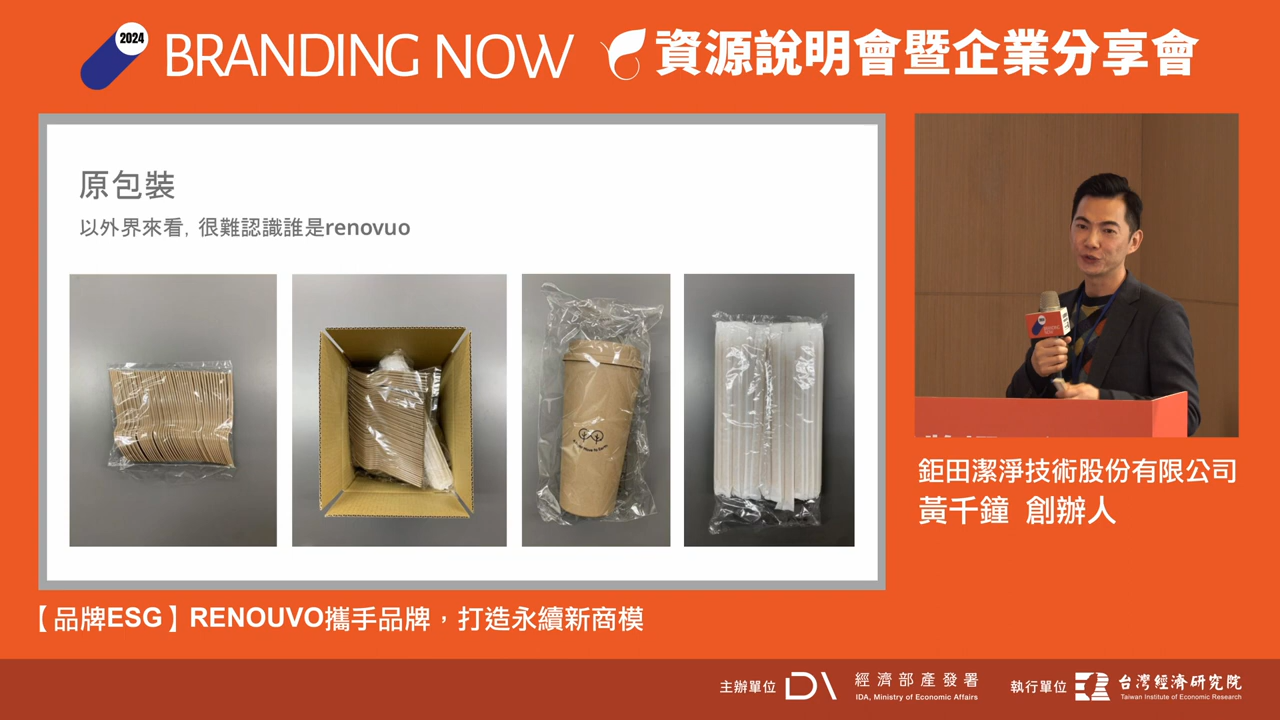 2024 BRANDING NOW 資源說明會暨企業分享會
原包裝
以外界來看, 很難認識誰是renovuo
鉅田潔淨技術股份有限公司
黃千鐘 創辦人
【品牌ESG】RENOUVO攜手品牌，打造永續新商模
主辦單位 經濟部產發署
IDA, Ministry of Economic Affairs
執行單位 台灣經濟研究院
Taiwan Institute of Economic Research